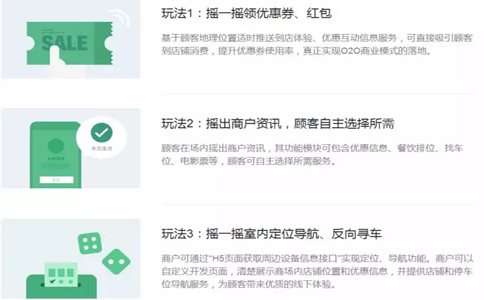 玩法1：摇一摇领优惠券、红包
SALE
基于顾客地理位置适时推送到店体验、优惠互动信息服务，可直接吸引顾客
到店铺消费，提升优惠券使用率，真正实现O2O商业模式的落地。
玩法2：摇出商户资讯，顾客自主选择所需
顾客在场内摇出商户资讯，其功能模块可包含优惠信息、餐饮排位、找车
位、电影票等，顾客可自主选择所需服务。
玩法3：摇一摇室内定位导航、反向寻车
商户可通过“H5页面获取周边设备信息接口”实现定位、导航功能。商户可以
自定义开发页面，清楚展示商场内店铺位置和优惠信息，并提供店铺和停车
位导航服务，为顾客带来优质的线下体验。